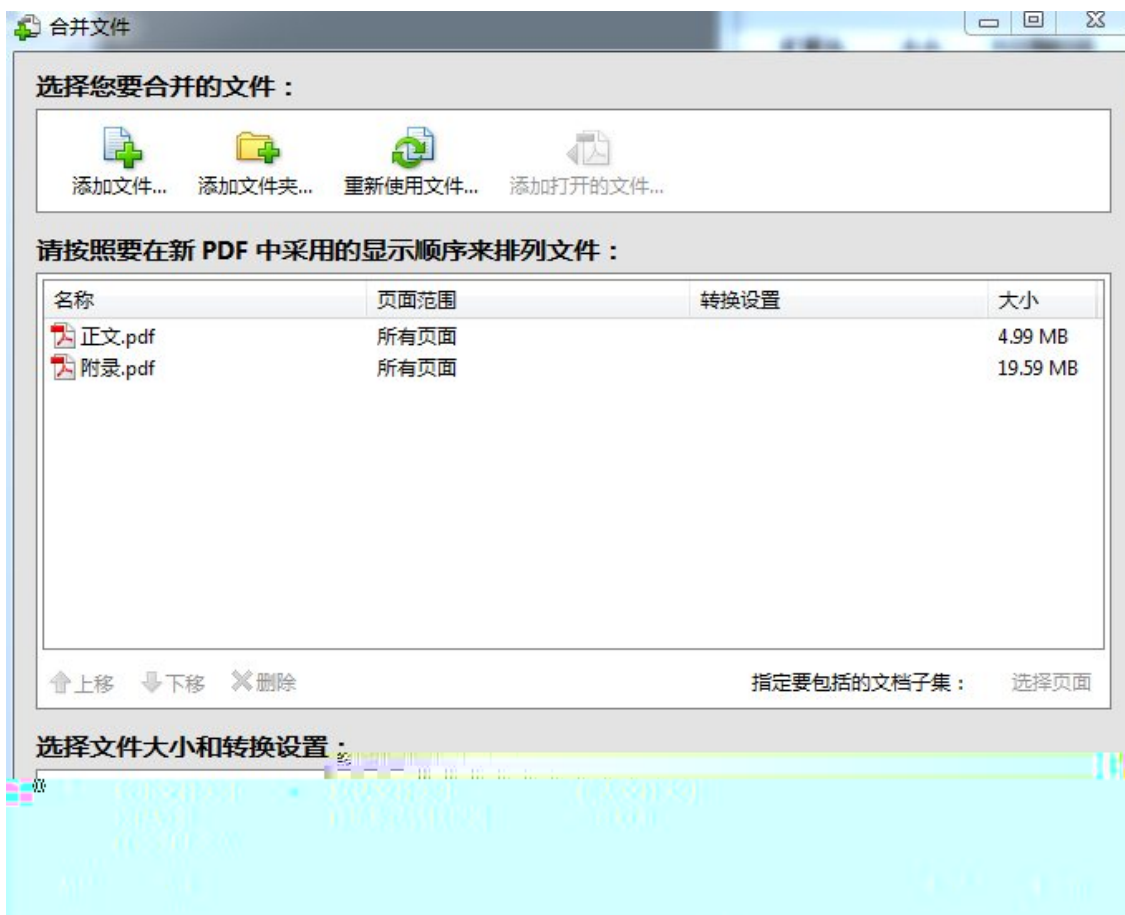 合并文件
选择您要合并的文件：
添加文件... 添加文件夹... 重新使用文件... 添加打开的文件...
请按照要在新 PDF 中采用的显示顺序来排列文件：
名称 页面范围 转换设置 大小
正文.pdf 所有页面 4.99 MB
附录.pdf 所有页面 19.59 MB
上移 下移 删除 指定要包括的文档子集： 选择页面
选择文件大小和转换设置：